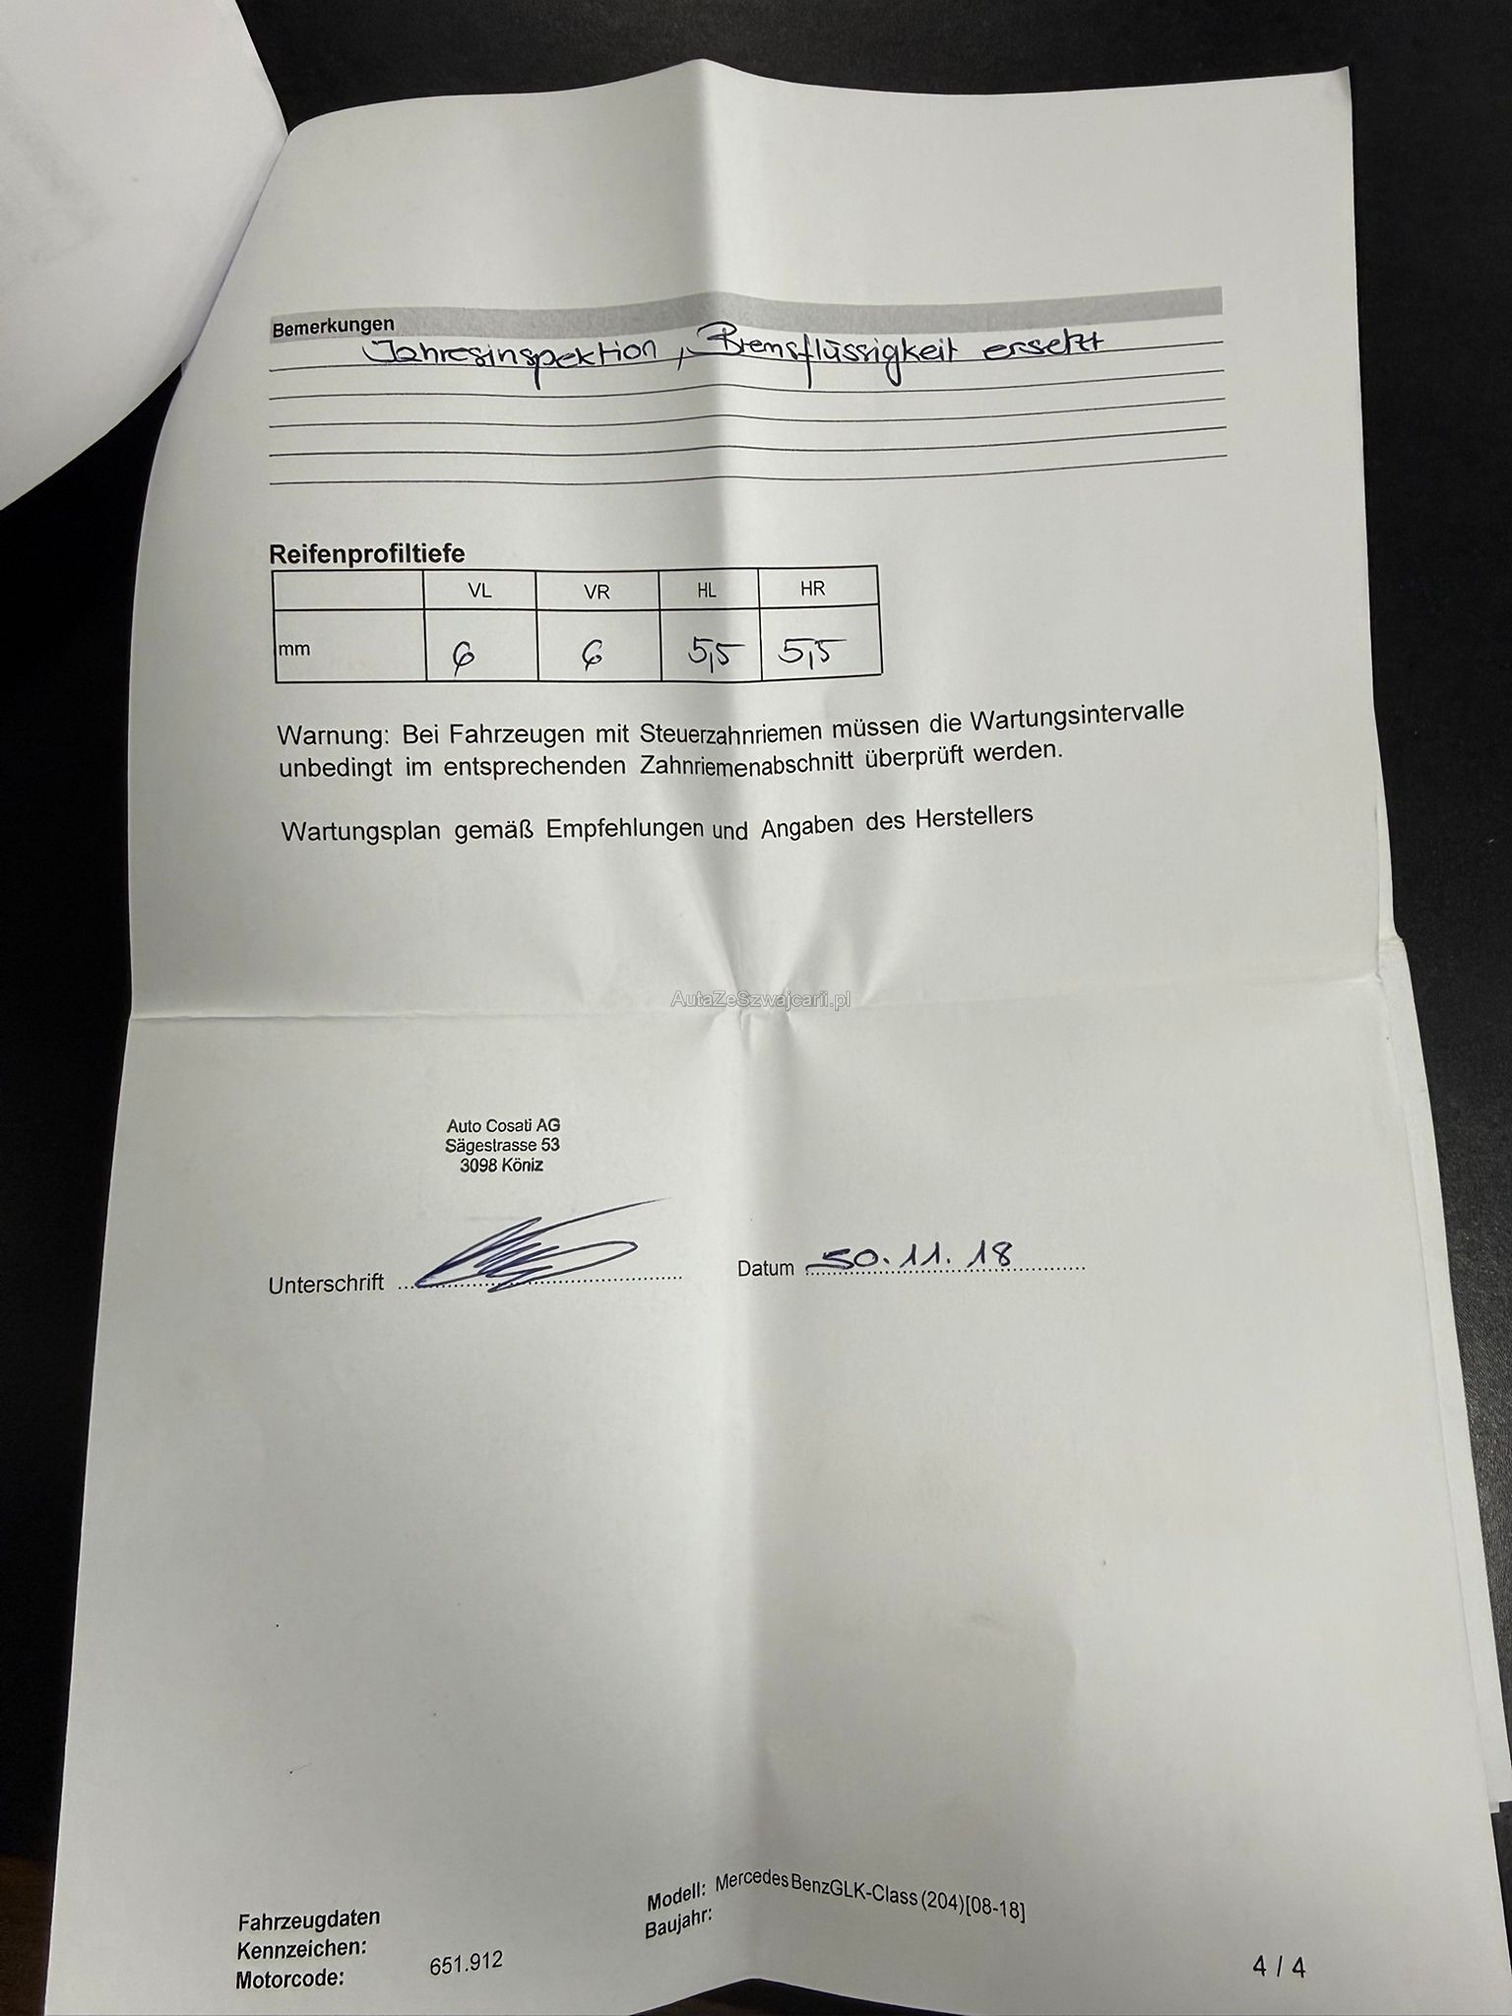 Bemerkungen
Jahresinspektion, Bremsflüssigkeit ersetzt
Reifenprofiltiefe
VL VR HL HR
mm 6 6 5,5 5,5
Warnung: Bei Fahrzeugen mit Steuerzahnriemen müssen die Wartungsintervalle
unbedingt im entsprechenden Zahnriemenabschnitt überprüft werden.
Wartungsplan gemäß Empfehlungen und Angaben des Herstellers
AutaZeSzwajcarii.pl
Auto Cosati AG
Sägestrasse 53
3098 Köniz
Unterschrift Datum 30.11.18
Fahrzeugdaten
Kennzeichen:
Motorcode: 651.912
Modell: Mercedes BenzGLK-Class (204)[08-18]
Baujahr:
4 / 4